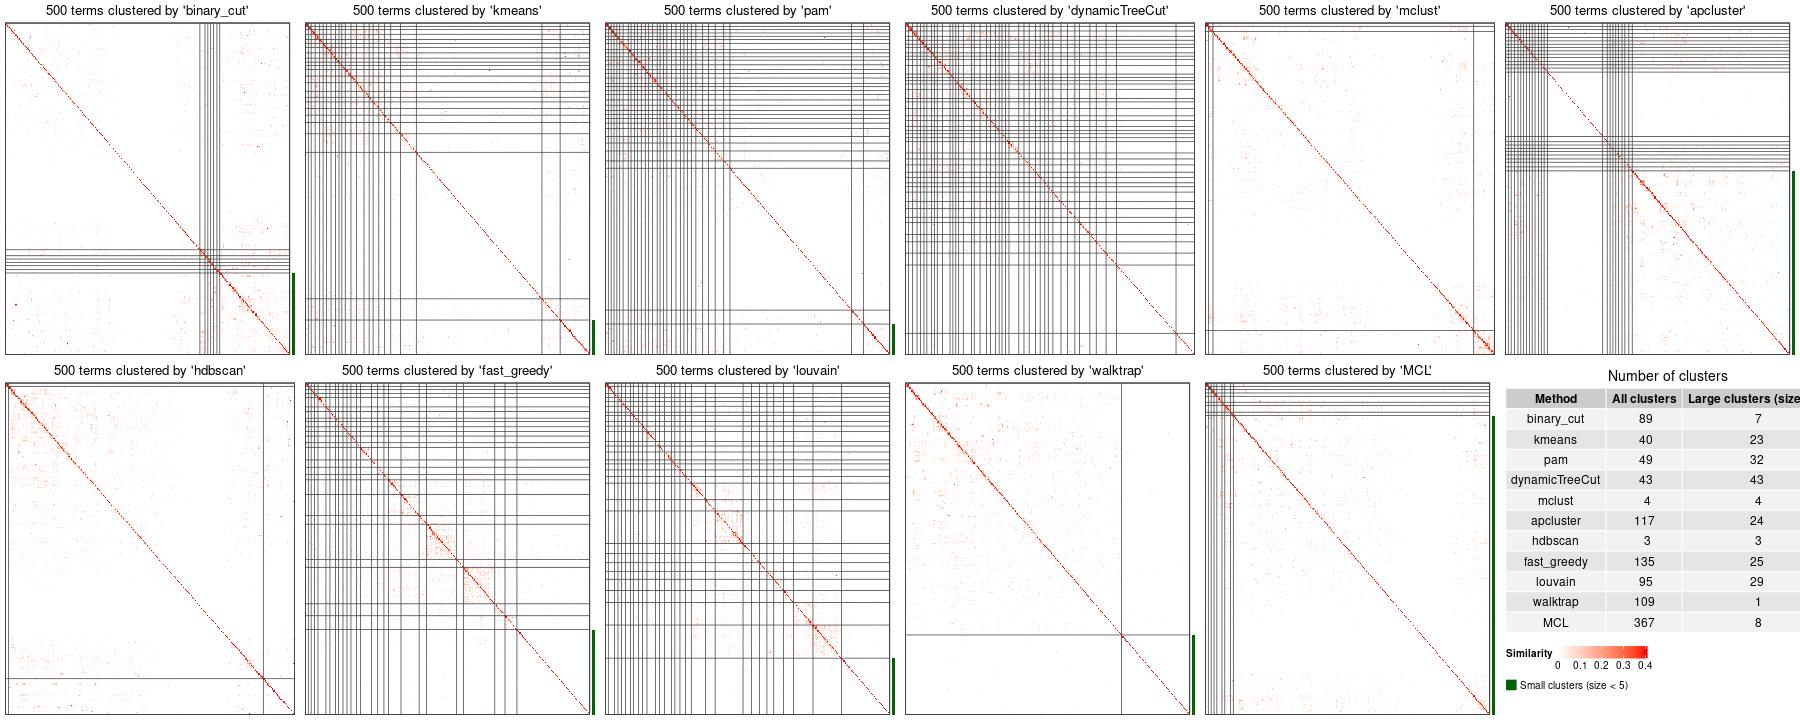 500 terms clustered by 'binary_cut'
500 terms clustered by 'kmeans'
500 terms clustered by 'pam'
500 terms clustered by 'dynamicTreeCut'
500 terms clustered by 'mclust'
500 terms clustered by 'apcluster'
500 terms clustered by 'hdbscan'
500 terms clustered by 'fast_greedy'
500 terms clustered by 'louvain'
500 terms clustered by 'walktrap'
500 terms clustered by 'MCL'
Number of clusters
Method All clusters Large clusters (size
binary_cut 89 7
kmeans 40 23
pam 49 32
dynamicTreeCut 43 43
mclust 4 4
apcluster 117 24
hdbscan 3 3
fast_greedy 135 25
louvain 95 29
walktrap 109 1
MCL 367 8
Similarity
0 0.1 0.2 0.3 0.4
Small clusters (size < 5)